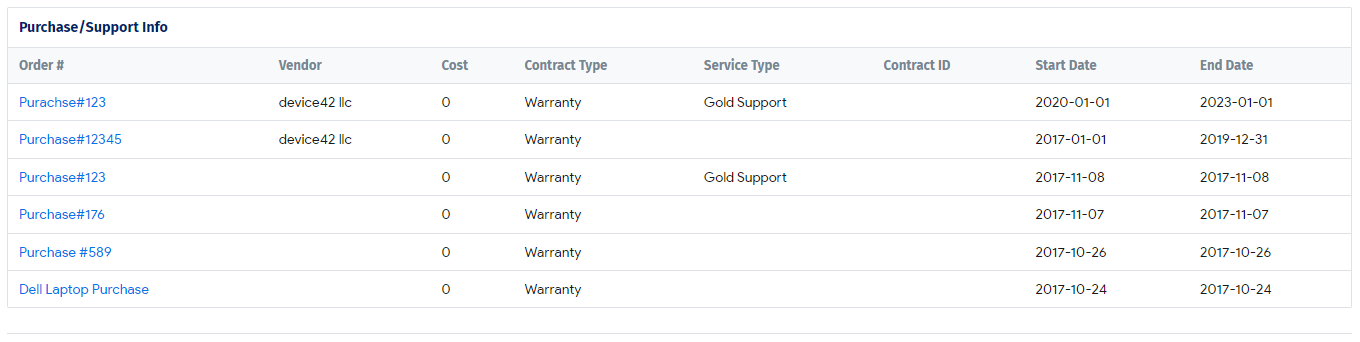 Purchase/Support Info
Order # Vendor Cost Contract Type Service Type Contract ID Start Date End Date
Purachse#123 device42 llc 0 Warranty Gold Support 2020-01-01 2023-01-01
Purchase#12345 device42 llc 0 Warranty 2017-01-01 2019-12-31
Purchase#123 0 Warranty Gold Support 2017-11-08 2017-11-08
Purchase#176 0 Warranty 2017-11-07 2017-11-07
Purchase #589 0 Warranty 2017-10-26 2017-10-26
Dell Laptop Purchase 0 Warranty 2017-10-24 2017-10-24